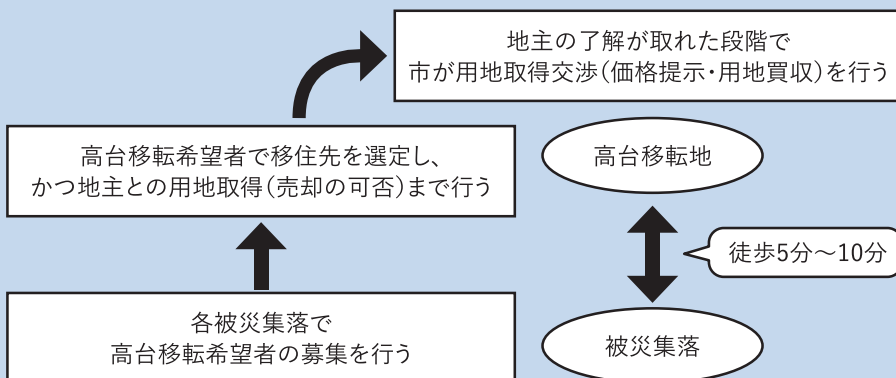 地主の了解が取れた段階で
市が用地取得交渉（価格提示・用地買収）を行う
高台移転希望者で移住先を選定し、
かつ地主との用地取得（売却の可否）まで行う
高台移転地
徒歩5分～10分
各被災集落で
高台移転希望者の募集を行う
被災集落